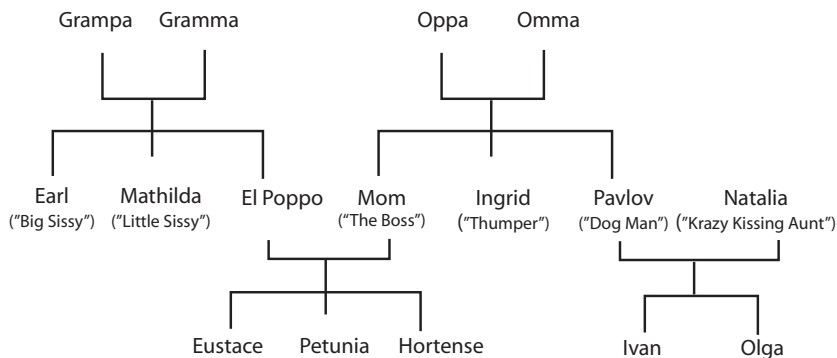 Grampa Gramma Oppa Omma
Earl Mathilda El Poppo Mom Ingrid Pavlov Natalia
("Big Sissy") ("Little Sissy") ("The Boss") ("Thumper") ("Dog Man") ("Krazy Kissing Aunt")
Eustace Petunia Hortense Ivan Olga